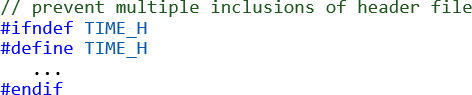 // prevent multiple inclusions of header file
#ifndef TIME_H
#define TIME_H
   ...
#endif